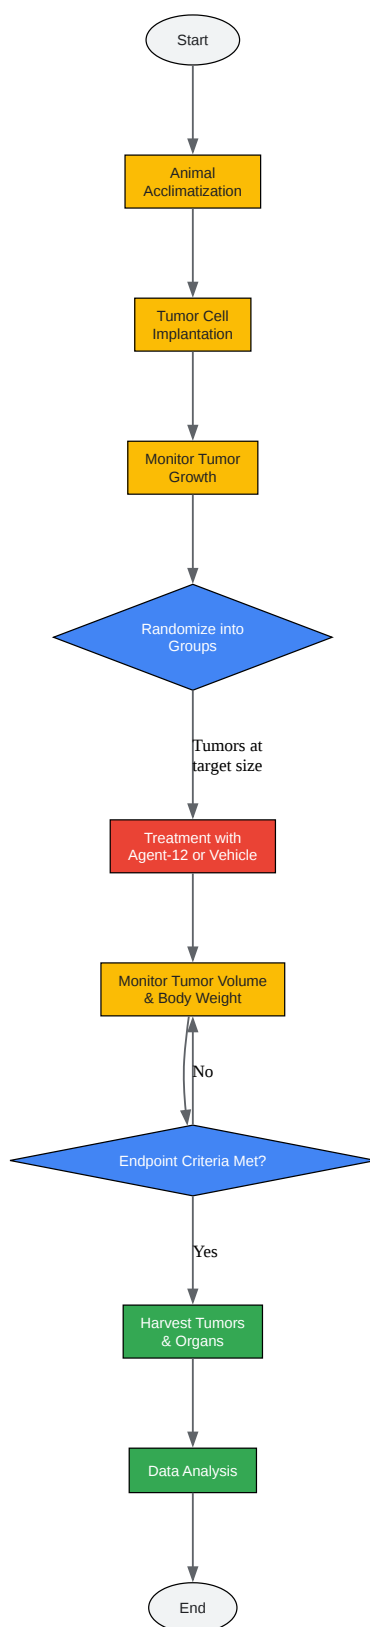 Start
Animal
Acclimatization
Tumor Cell
Implantation
Monitor Tumor
Growth
Randomize into
Groups
Tumors at
target size
Treatment with
Agent-12 or Vehicle
Monitor Tumor Volume
& Body Weight
No
Endpoint Criteria Met?
Yes
Harvest Tumors
& Organs
Data Analysis
End